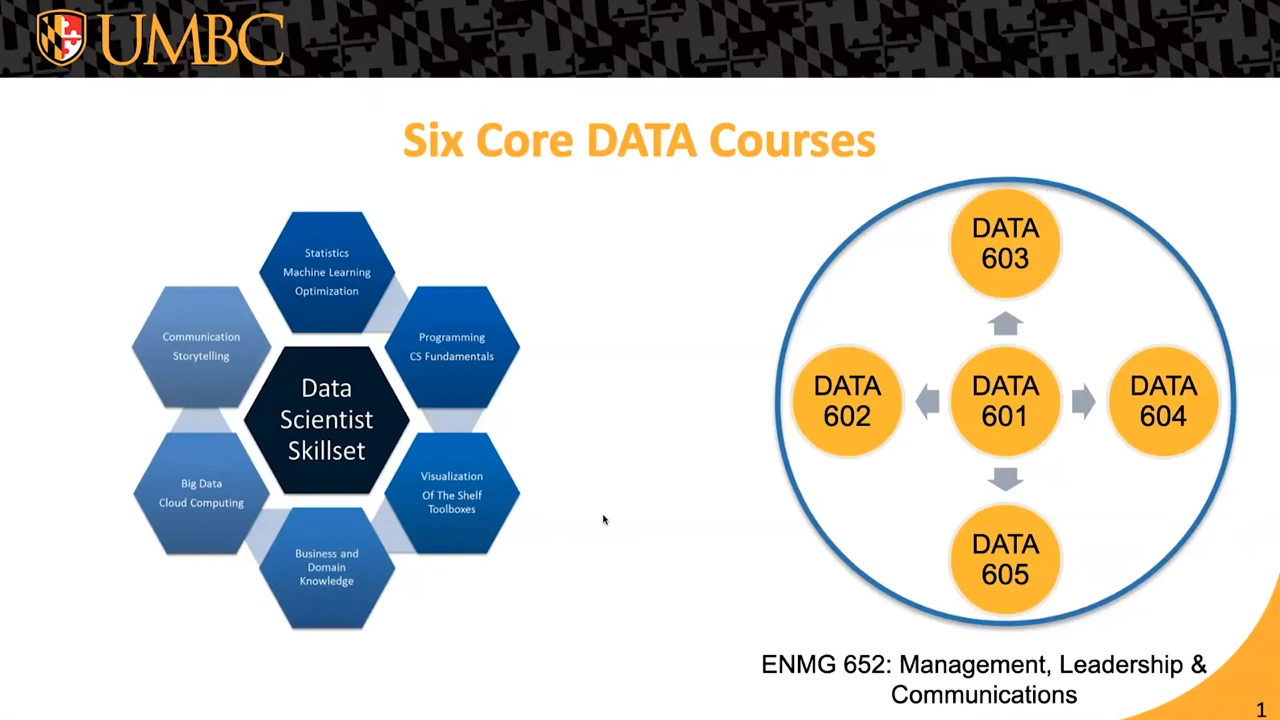 UMBC
Six Core DATA Courses
Statistics
Machine Learning
Optimization
Programming
CS Fundamentals
Visualization
Of The Shelf
Toolboxes
Business and
Domain
Knowledge
Big Data
Cloud Computing
Communication
Storytelling
Data
Scientist
Skillset
DATA
603
DATA
602
DATA
601
DATA
604
DATA
605
ENMG 652: Management, Leadership &
Communications
1